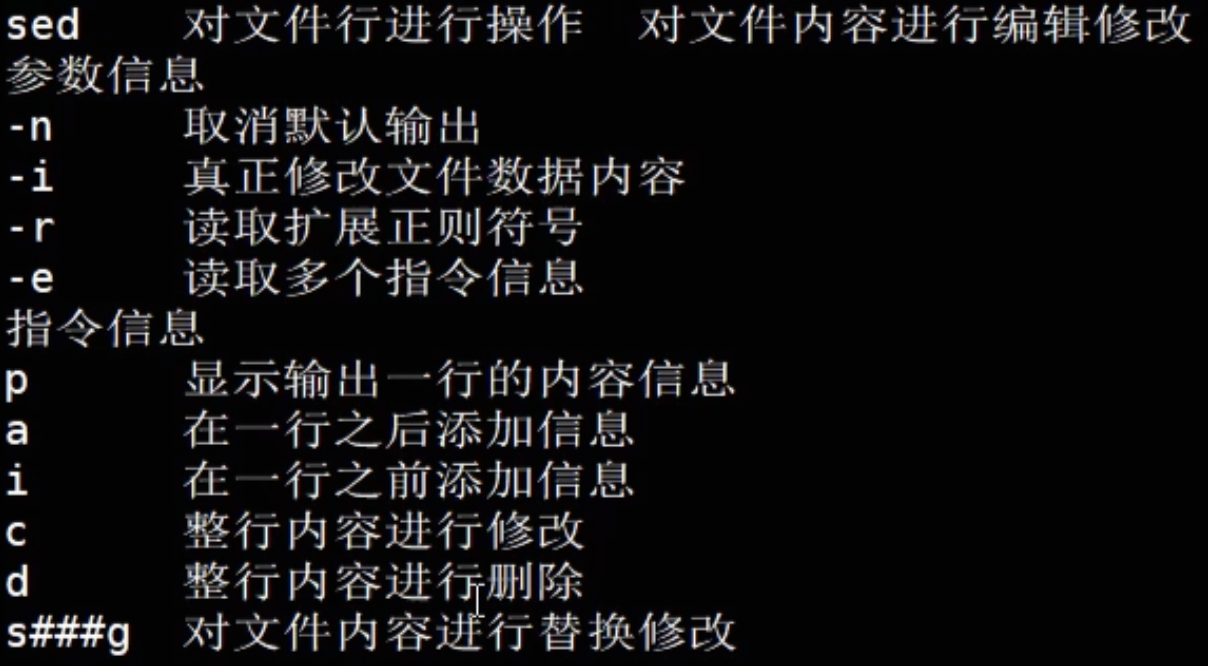 sed 对文件行进行操作 对文件内容进行编辑修改
参数信息
-n 取消默认输出
-i 真正修改文件数据内容
-r 读取扩展正则符号
-e 读取多个指令信息
指令信息
p 显示输出一行的内容信息
a 在一行之后添加信息
i 在一行之前添加信息
c 整行内容进行修改
d 整行内容进行删除
s###g 对文件内容进行替换修改